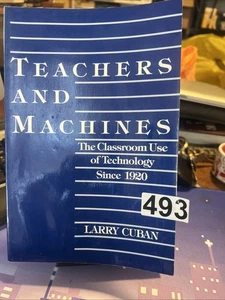 TEACHERS
AND
MACHINES
The Classroom Use
of Technology
Since 1920
493
LARRY CUBAN